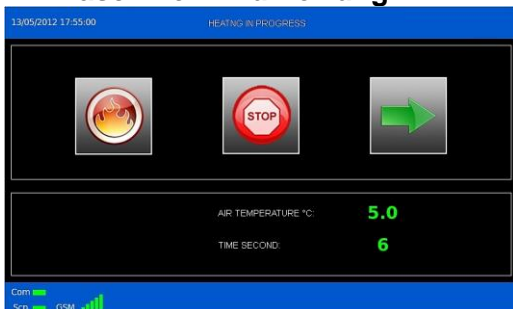 13/05/2012 17:55:00 HEATNG IN PROGRESS
STOP
AIR TEMPERATURE °C: 5.0
TIME SECOND: 6
Com
Scp GSM